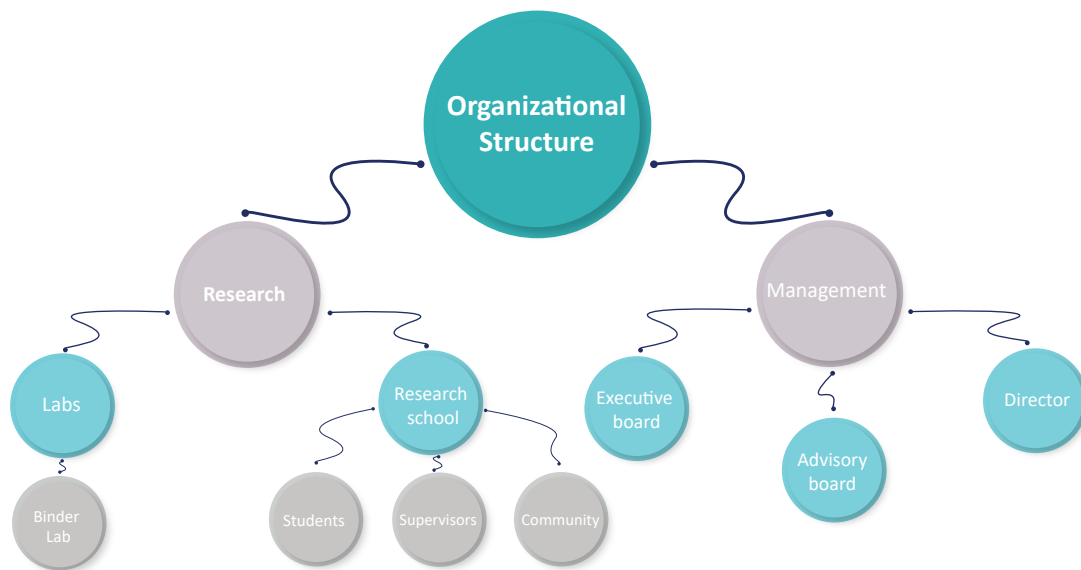 Organizational
Structure
Research
Management
Labs
Research
school
Executive
board
Advisory
board
Director
Binder
Lab
Students
Supervisors
Community